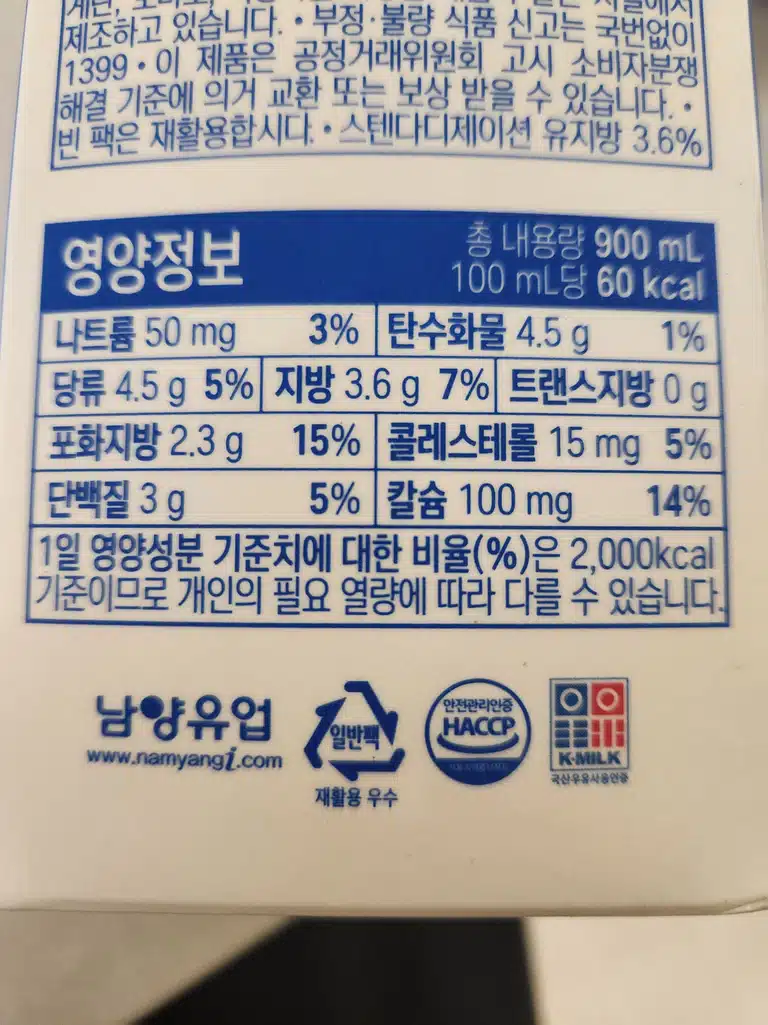 제조하고 있습니다. • 부정·불량 식품 신고는 국번없이
1399 • 이 제품은 공정거래위원회 고시 소비자분쟁
해결 기준에 의거 교환 또는 보상 받을 수 있습니다. •
빈 팩은 재활용합시다. • 스탠다디제이션 유지방 3.6%
영양정보
총 내용량 900 mL
100 mL당 60 kcal
나트륨 50 mg 3% 탄수화물 4.5 g 1%
당류 4.5 g 5% 지방 3.6 g 7% 트랜스지방 0 g
포화지방 2.3 g 15% 콜레스테롤 15 mg 5%
단백질 3 g 5% 칼슘 100 mg 14%
1일 영양성분 기준치에 대한 비율(%)은 2,000kcal
기준이므로 개인의 필요 열량에 따라 다를 수 있습니다.
남양유업
www.namyangi.com
일반팩
재활용 우수
안전관리인증
HACCP
K-MILK
국산우유사용인증